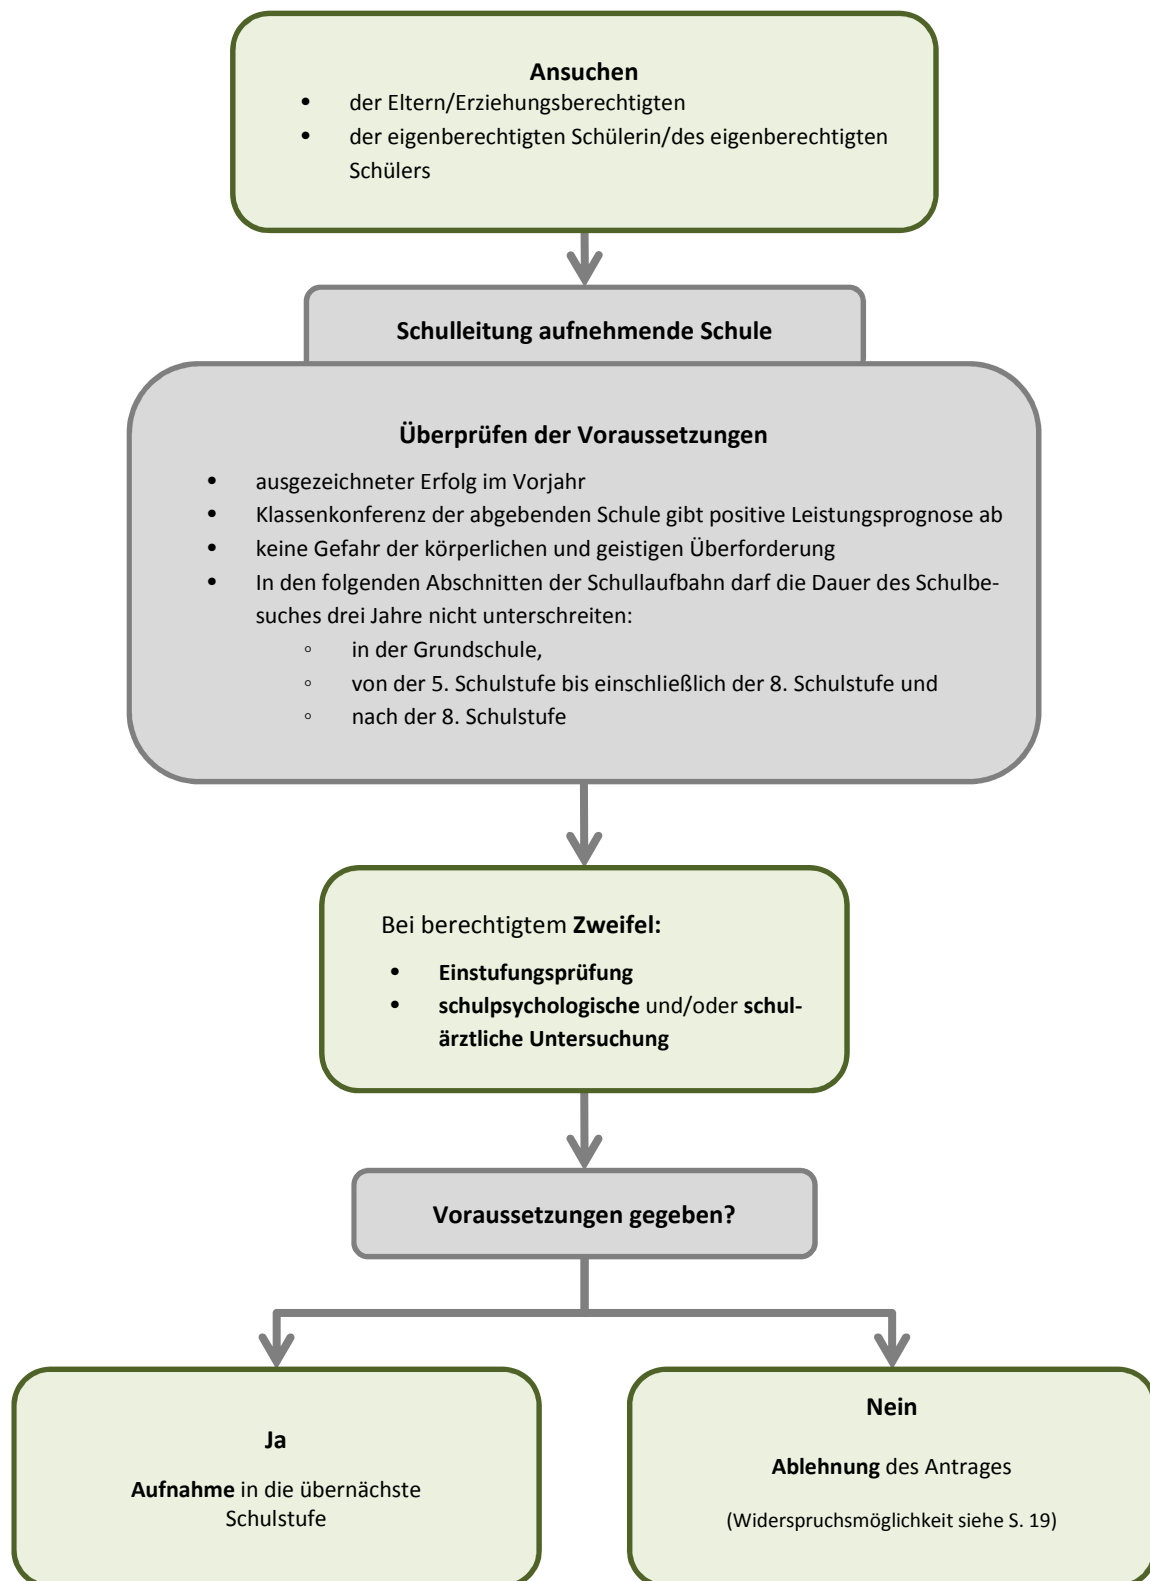 Ansuchen
• der Eltern/Erziehungsberechtigten
• der eigenberechtigten Schülerin/des eigenberechtigten
Schülers
Schulleitung aufnehmende Schule
Überprüfen der Voraussetzungen
• ausgezeichneter Erfolg im Vorjahr
• Klassenkonferenz der abgebenden Schule gibt positive Leistungsprognose ab
• keine Gefahr der körperlichen und geistigen Überforderung
• In den folgenden Abschnitten der Schullaufbahn darf die Dauer des Schulbe-
suches drei Jahre nicht unterschreiten:
◦ in der Grundschule,
◦ von der 5. Schulstufe bis einschließlich der 8. Schulstufe und
◦ nach der 8. Schulstufe
Bei berechtigtem Zweifel:
• Einstufungsprüfung
• schulpsychologische und/oder schul-
ärztliche Untersuchung
Voraussetzungen gegeben?
Ja
Aufnahme in die übernächste
Schulstufe
Nein
Ablehnung des Antrages
(Widerspruchsmöglichkeit siehe S. 19)